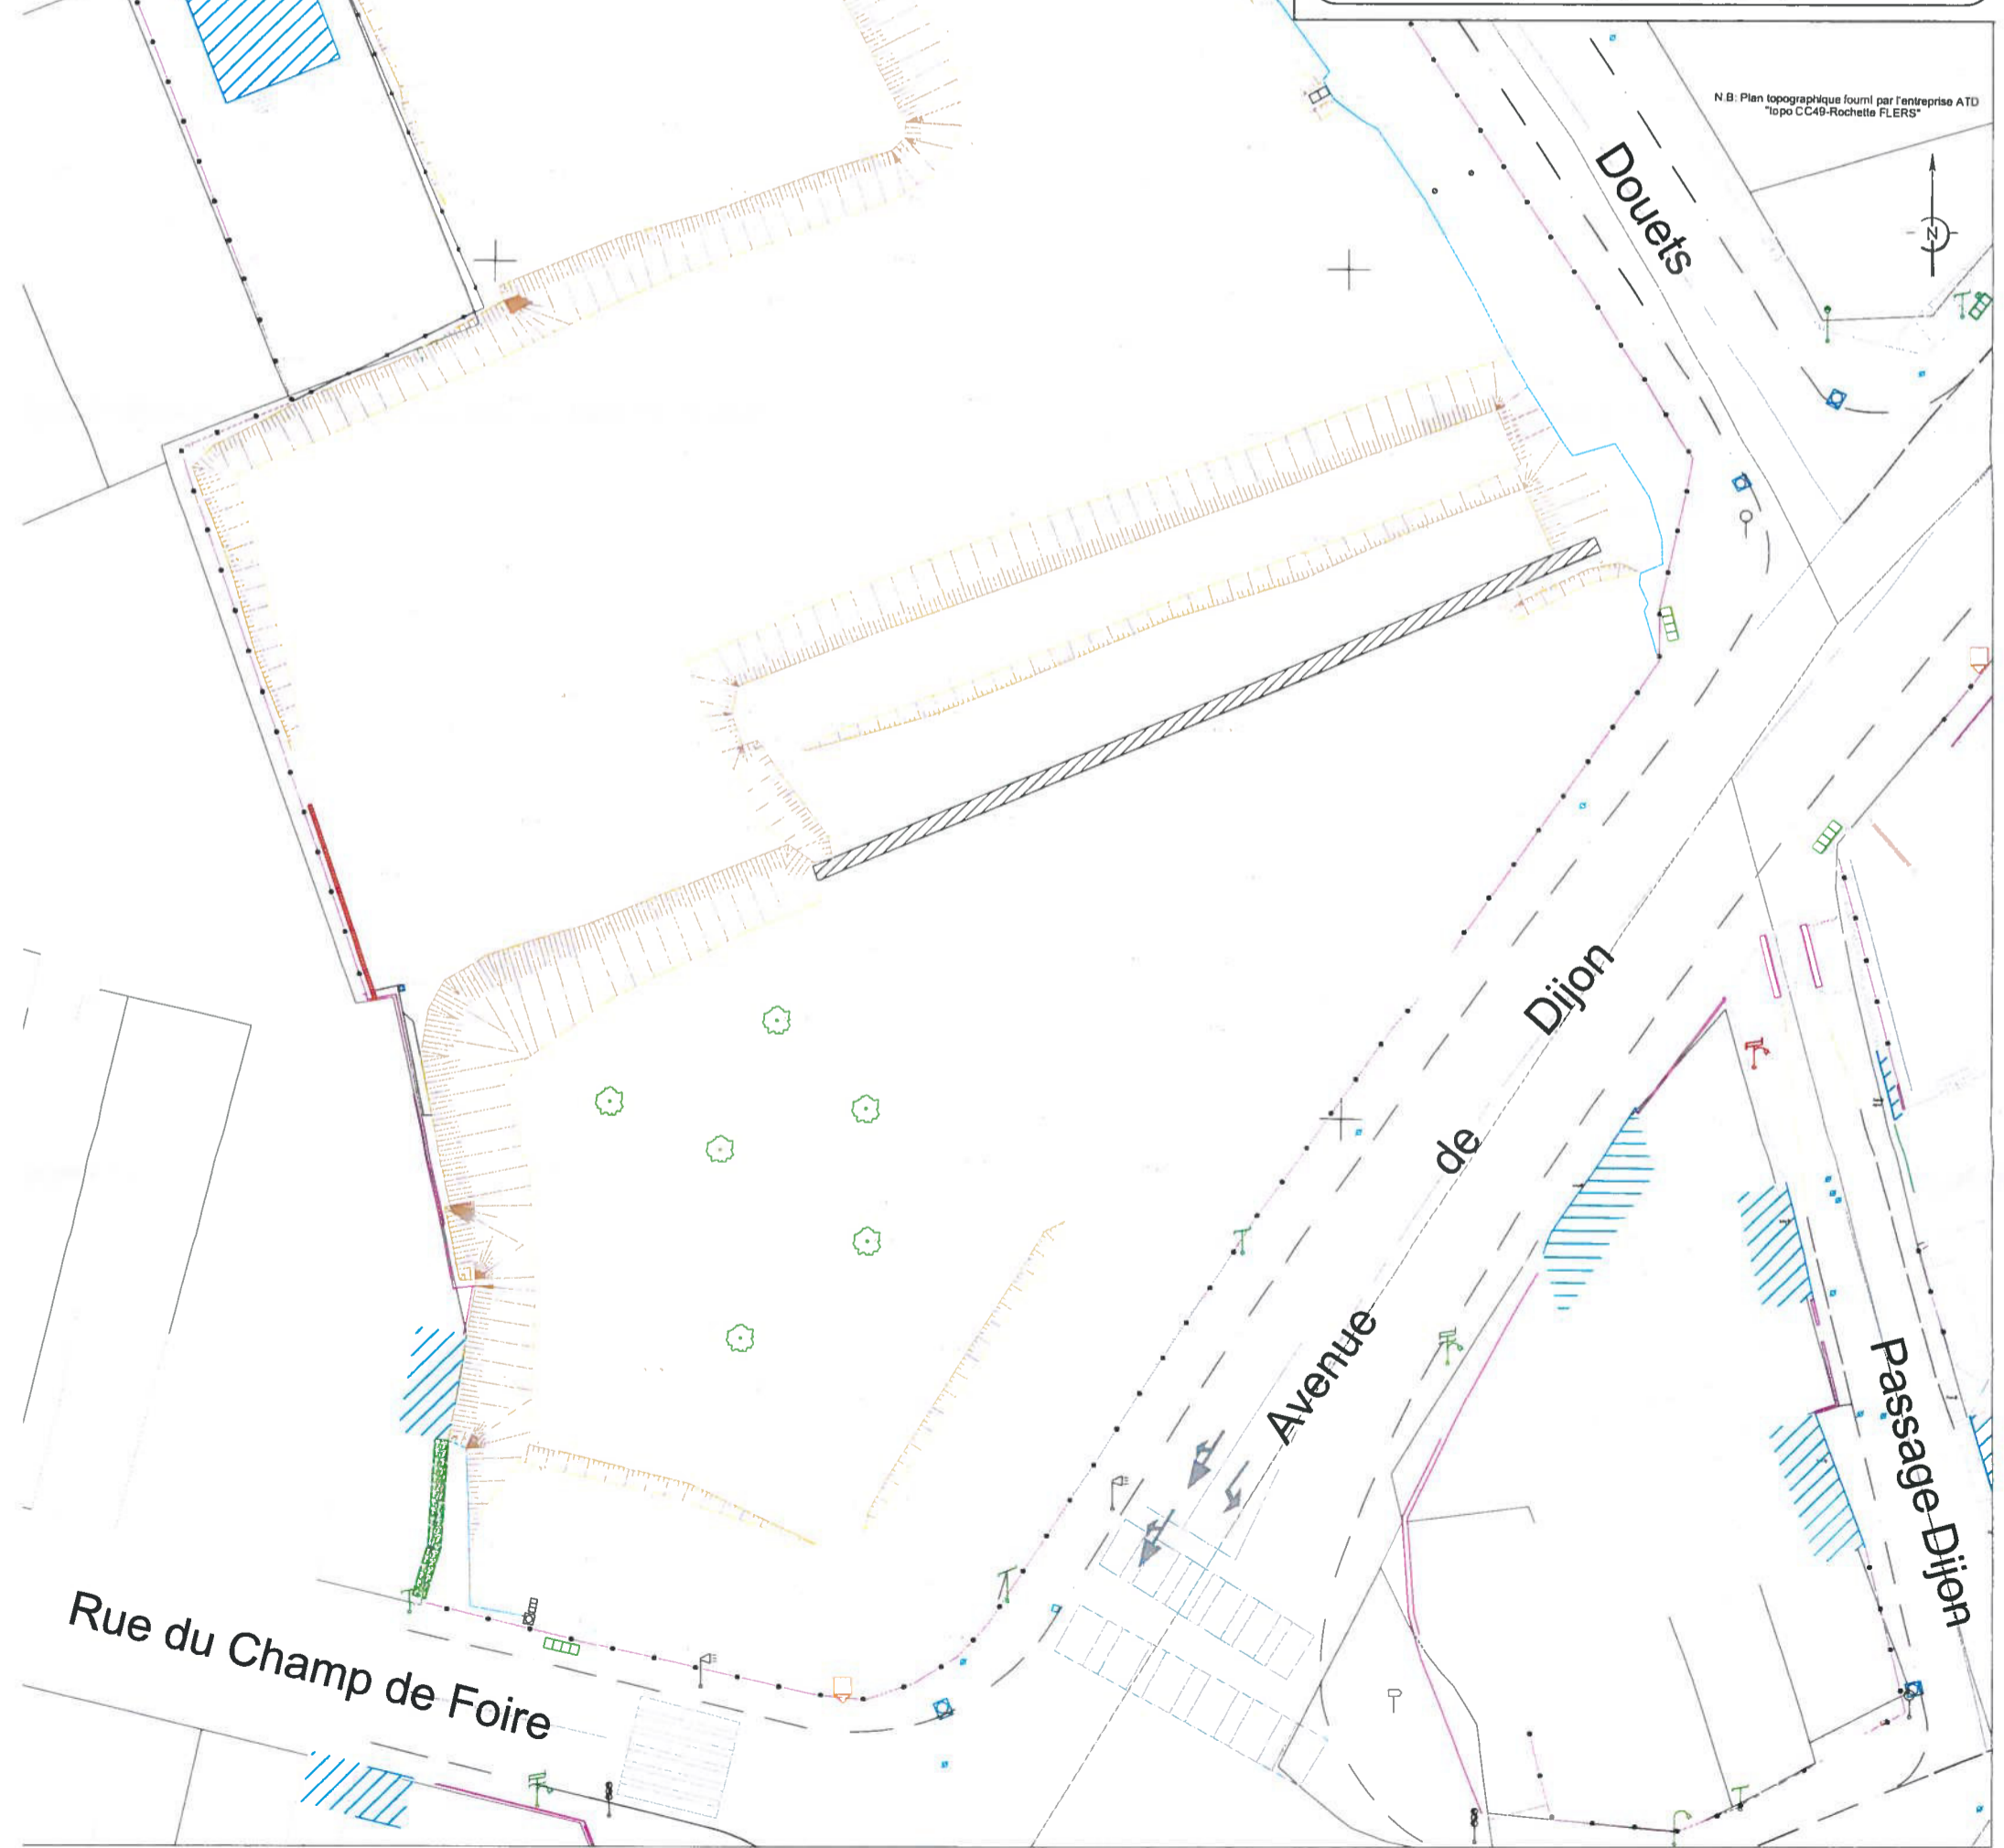 N.B: Plan topographique fourni par l'entreprise ATD
"topo CC49-Rochette FLERS"
Douets
N
Dijon
de
Avenue
Passage Dijon
Rue du Champ de Foire